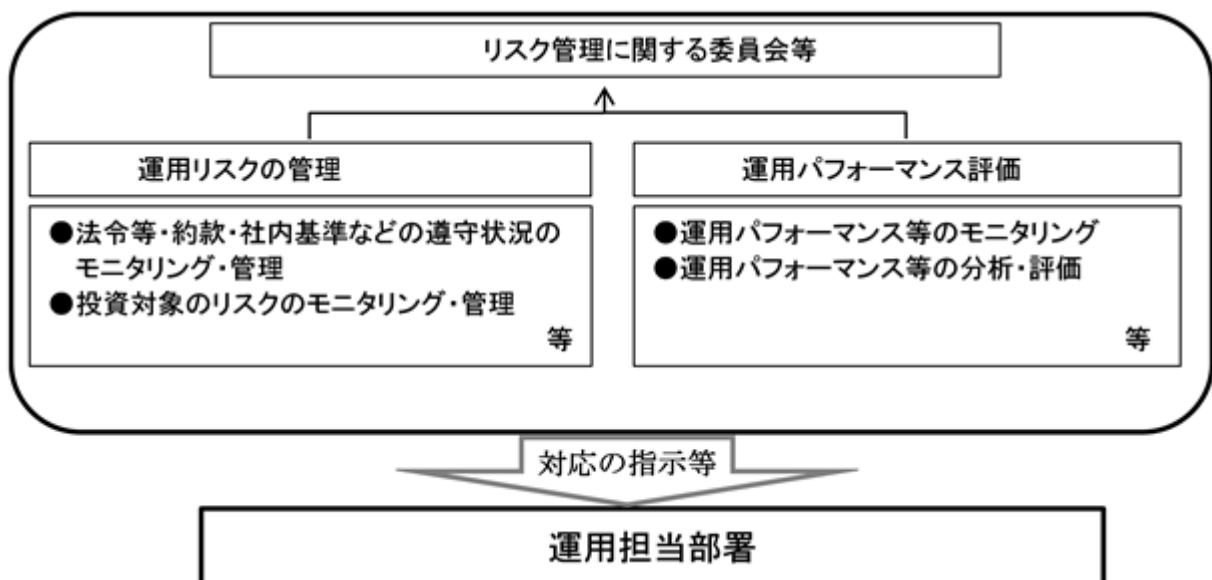 リスク管理に関する委員会等
運用リスクの管理
●法令等・約款・社内基準などの遵守状況の
モニタリング・管理
●投資対象のリスクのモニタリング・管理
等
運用パフォーマンス評価
●運用パフォーマンス等のモニタリング
●運用パフォーマンス等の分析・評価
等
対応の指示等
運用担当部署